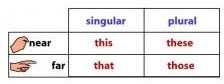 singular plural
near this these
far that those